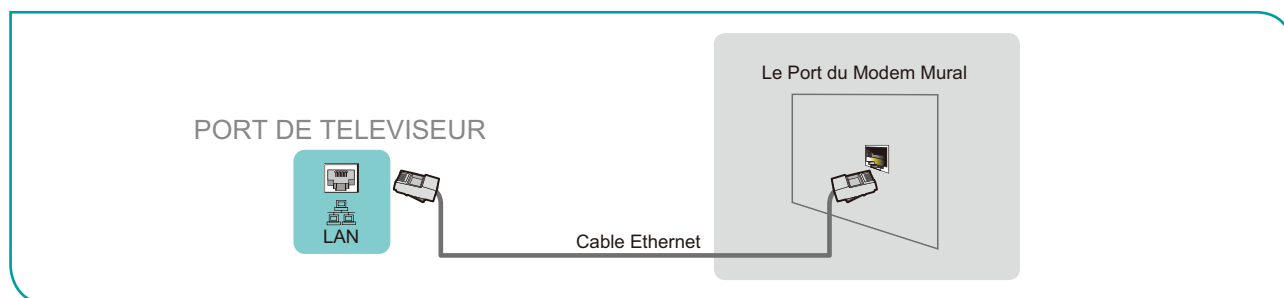 Le Port du Modem Mural
PORT DE TELEVISEUR
LAN
Cable Ethernet